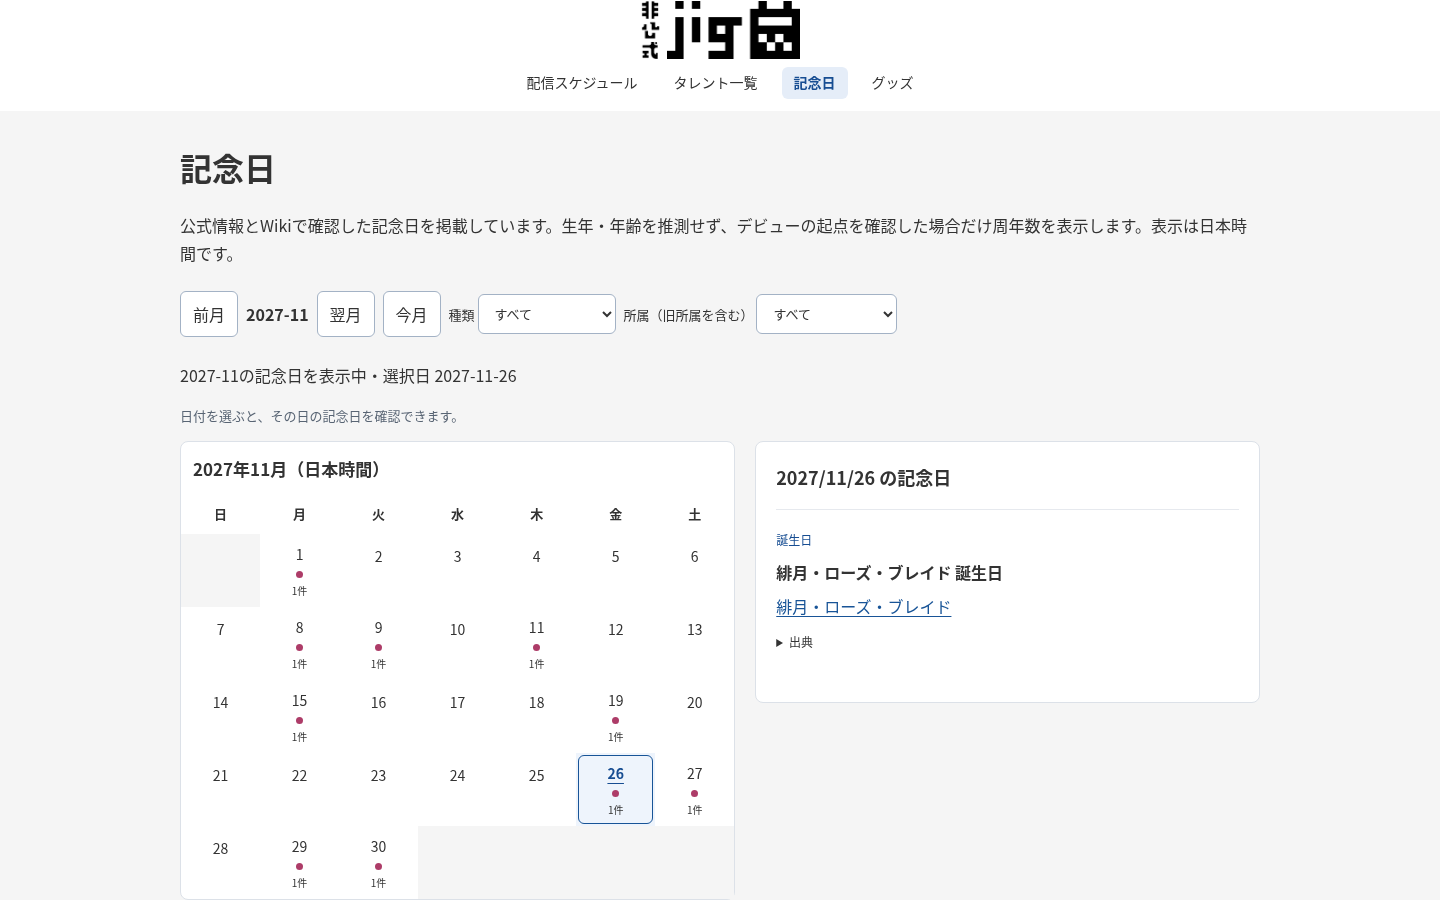 非公式 jig
配信スケジュール タレント一覧 記念日 グッズ
記念日
公式情報とWikiで確認した記念日を掲載しています。生年・年齢を推測せず、デビューの起点を確認した場合だけ周年数を表示します。表示は日本時
間です。
前月 2027-11 翌月 今月 種類 すべて 所属（旧所属を含む） すべて
2027-11の記念日を表示中・選択日 2027-11-26
日付を選ぶと、その日の記念日を確認できます。
2027年11月（日本時間）
日 月 火 水 木 金 土
1 2 3 4 5 6
1件
7 8 9 10 11 12 13
1件 1件 1件
14 15 16 17 18 19 20
1件 1件
21 22 23 24 25 26 27
1件 1件
28 29 30
1件 1件
2027/11/26 の記念日
誕生日
緋月・ローズ・ブレイド 誕生日
緋月・ローズ・ブレイド
出典